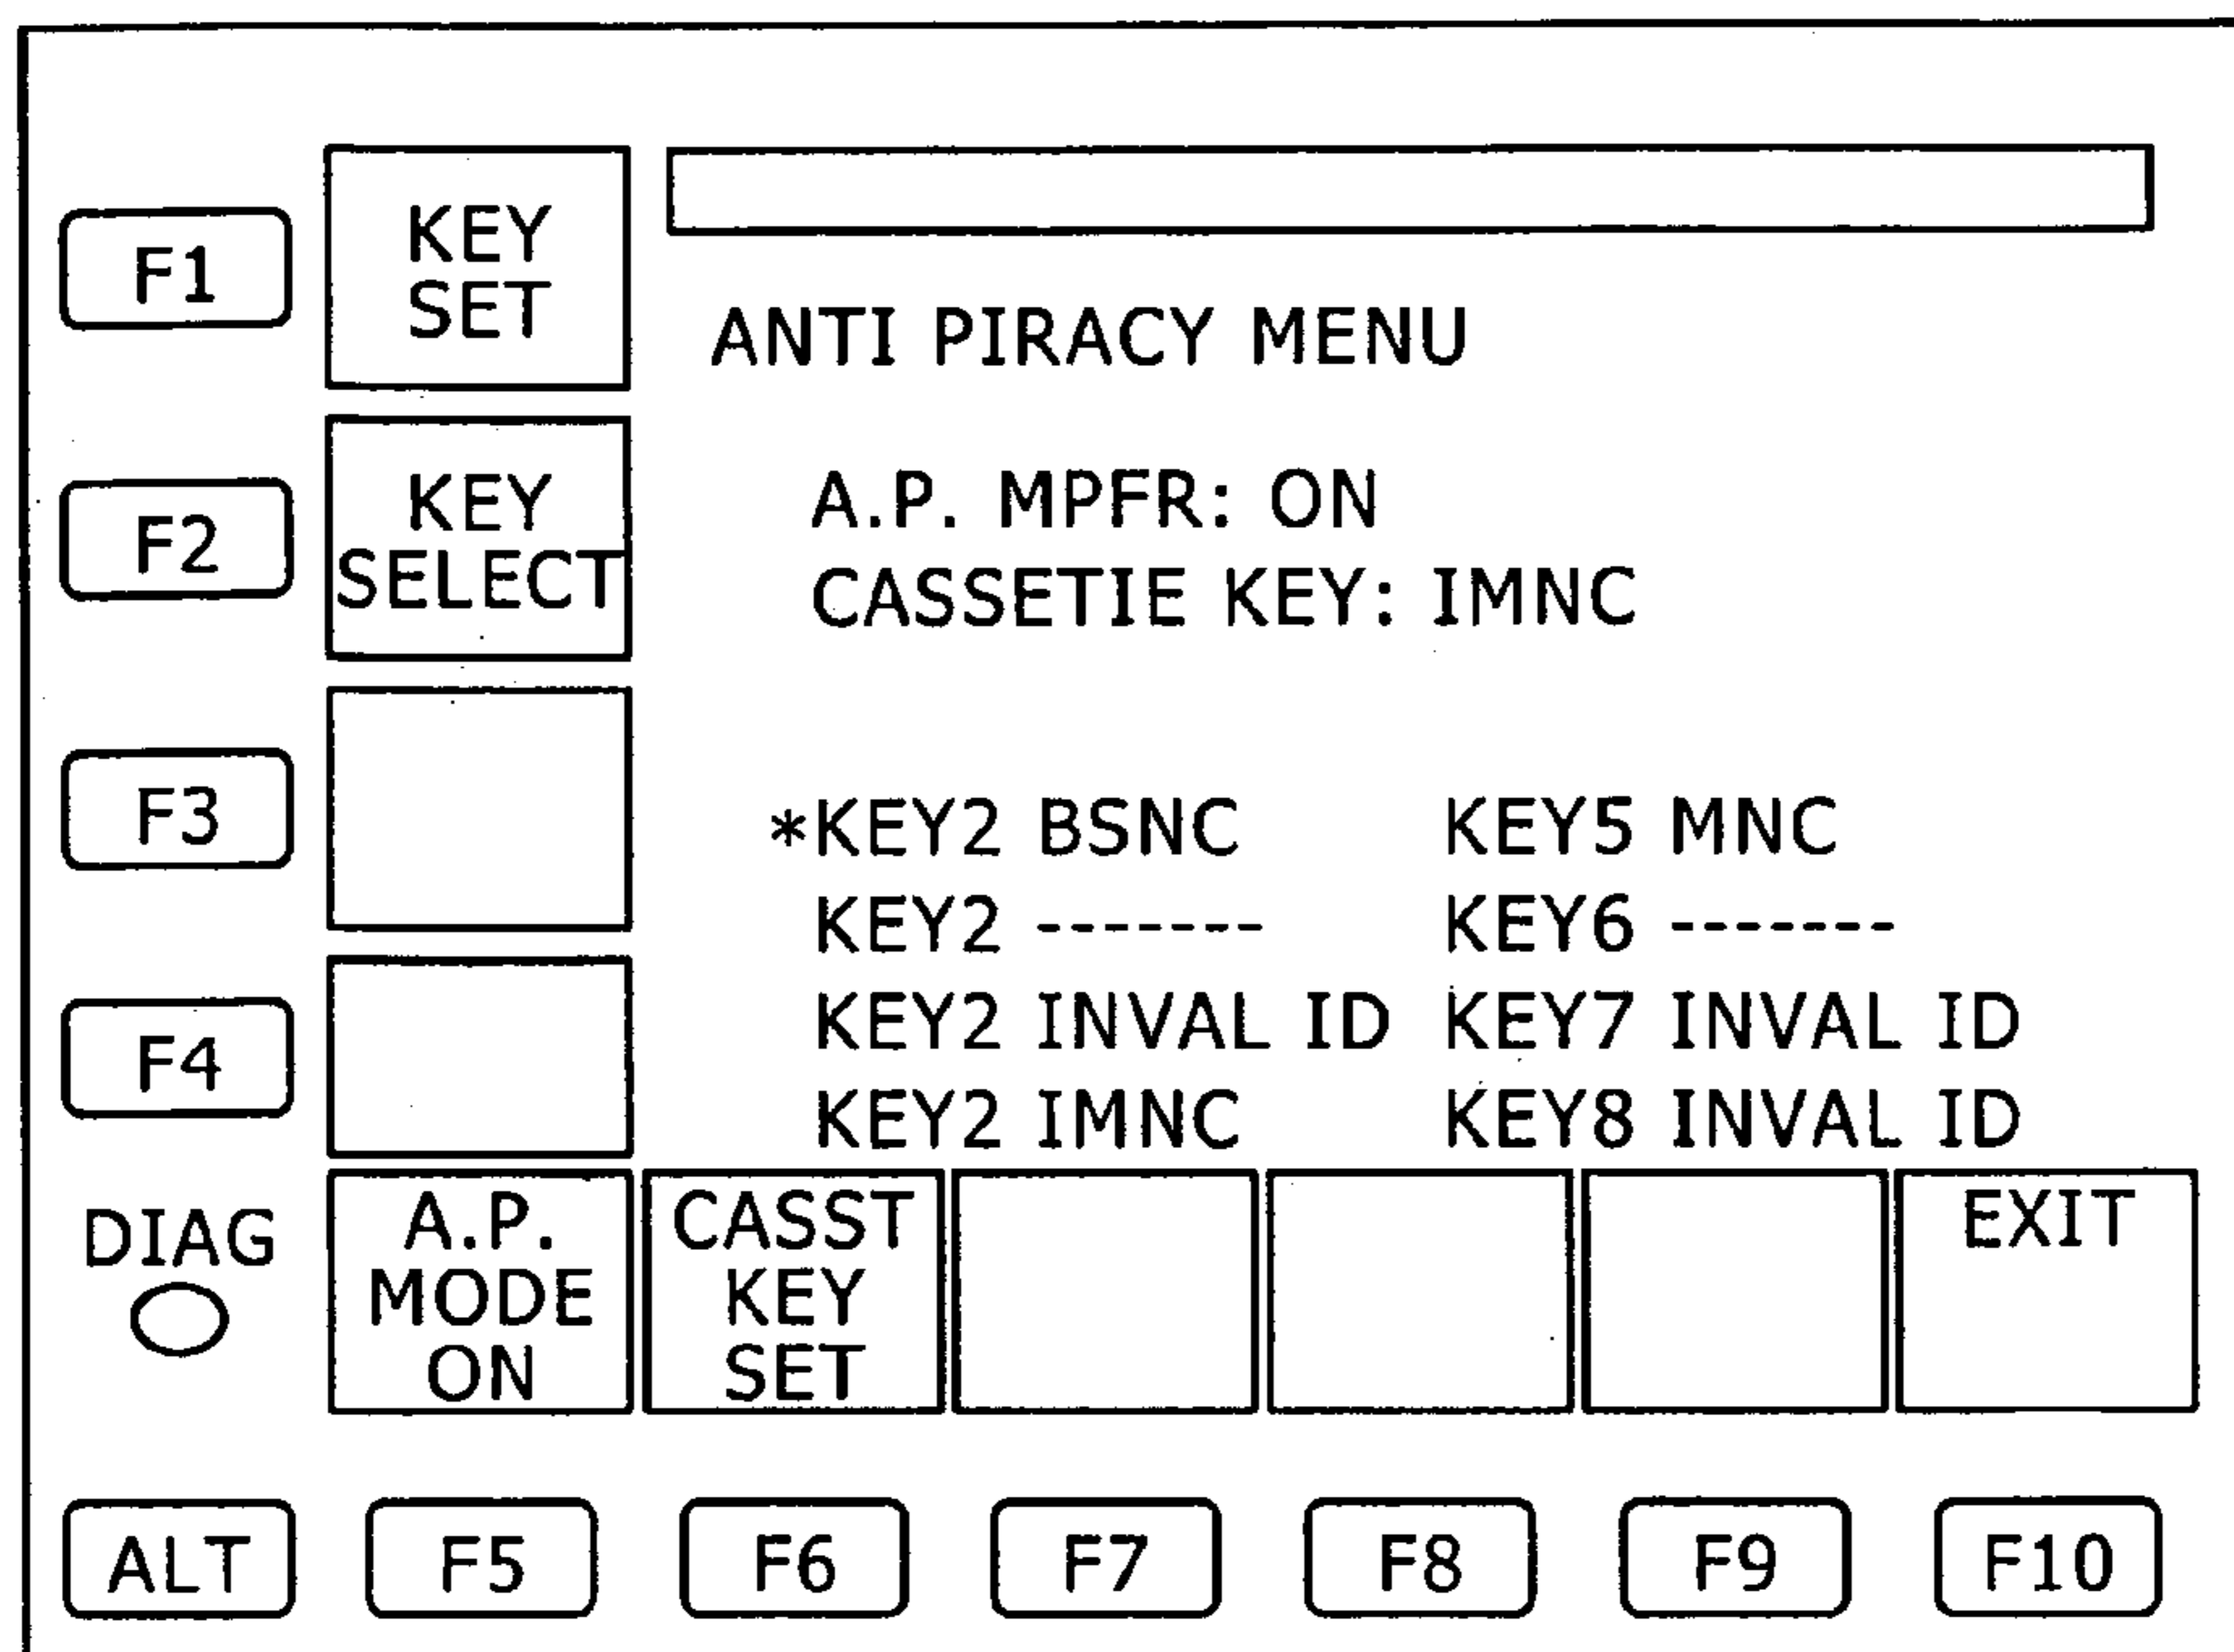 F1
KEY
SET
ANTI PIRACY MENU
F2
KEY
SELECT
A.P. MPFR: ON
CASSETIE KEY: IMNC
F3
*KEY2 BSNC KEY5 MNC
KEY2 ------- KEY6 -------
F4
KEY2 INVAL ID KEY7 INVAL ID
KEY2 IMNC KEY8 INVAL ID
DIAG
A.P.
MODE
ON
CASST
KEY
SET
EXIT
ALT F5 F6 F7 F8 F9 F10